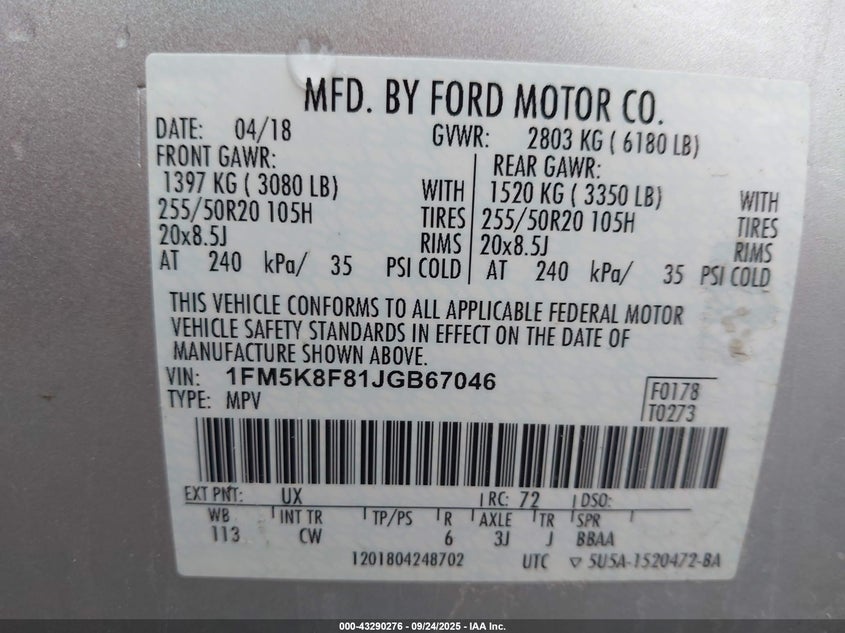 MFD. BY FORD MOTOR CO.
DATE: 04/18 GVWR: 2803 KG ( 6180 LB)
FRONT GAWR: REAR GAWR:
1397 KG ( 3080 LB) WITH 1520 KG ( 3350 LB) WITH
255/50R20 105H TIRES 255/50R20 105H TIRES
20x8.5J RIMS 20x8.5J RIMS
AT 240 kPa/ 35 PSI COLD AT 240 kPa/ 35 PSI COLD
THIS VEHICLE CONFORMS TO ALL APPLICABLE FEDERAL MOTOR
VEHICLE SAFETY STANDARDS IN EFFECT ON THE DATE OF
MANUFACTURE SHOWN ABOVE.
VIN: 1FM5K8F81JGB67046 F0178
TYPE: MPV T0273
EXT PNT: UX RC: 72 DSO:
WB INT TR TP/PS R AXLE TR SPR
113 CW 6 3J J BBAA
1201804248702 UTC ▽ 5U5A-1520472-BA
000-43290276 - 09/24/2025 - IAA Inc.